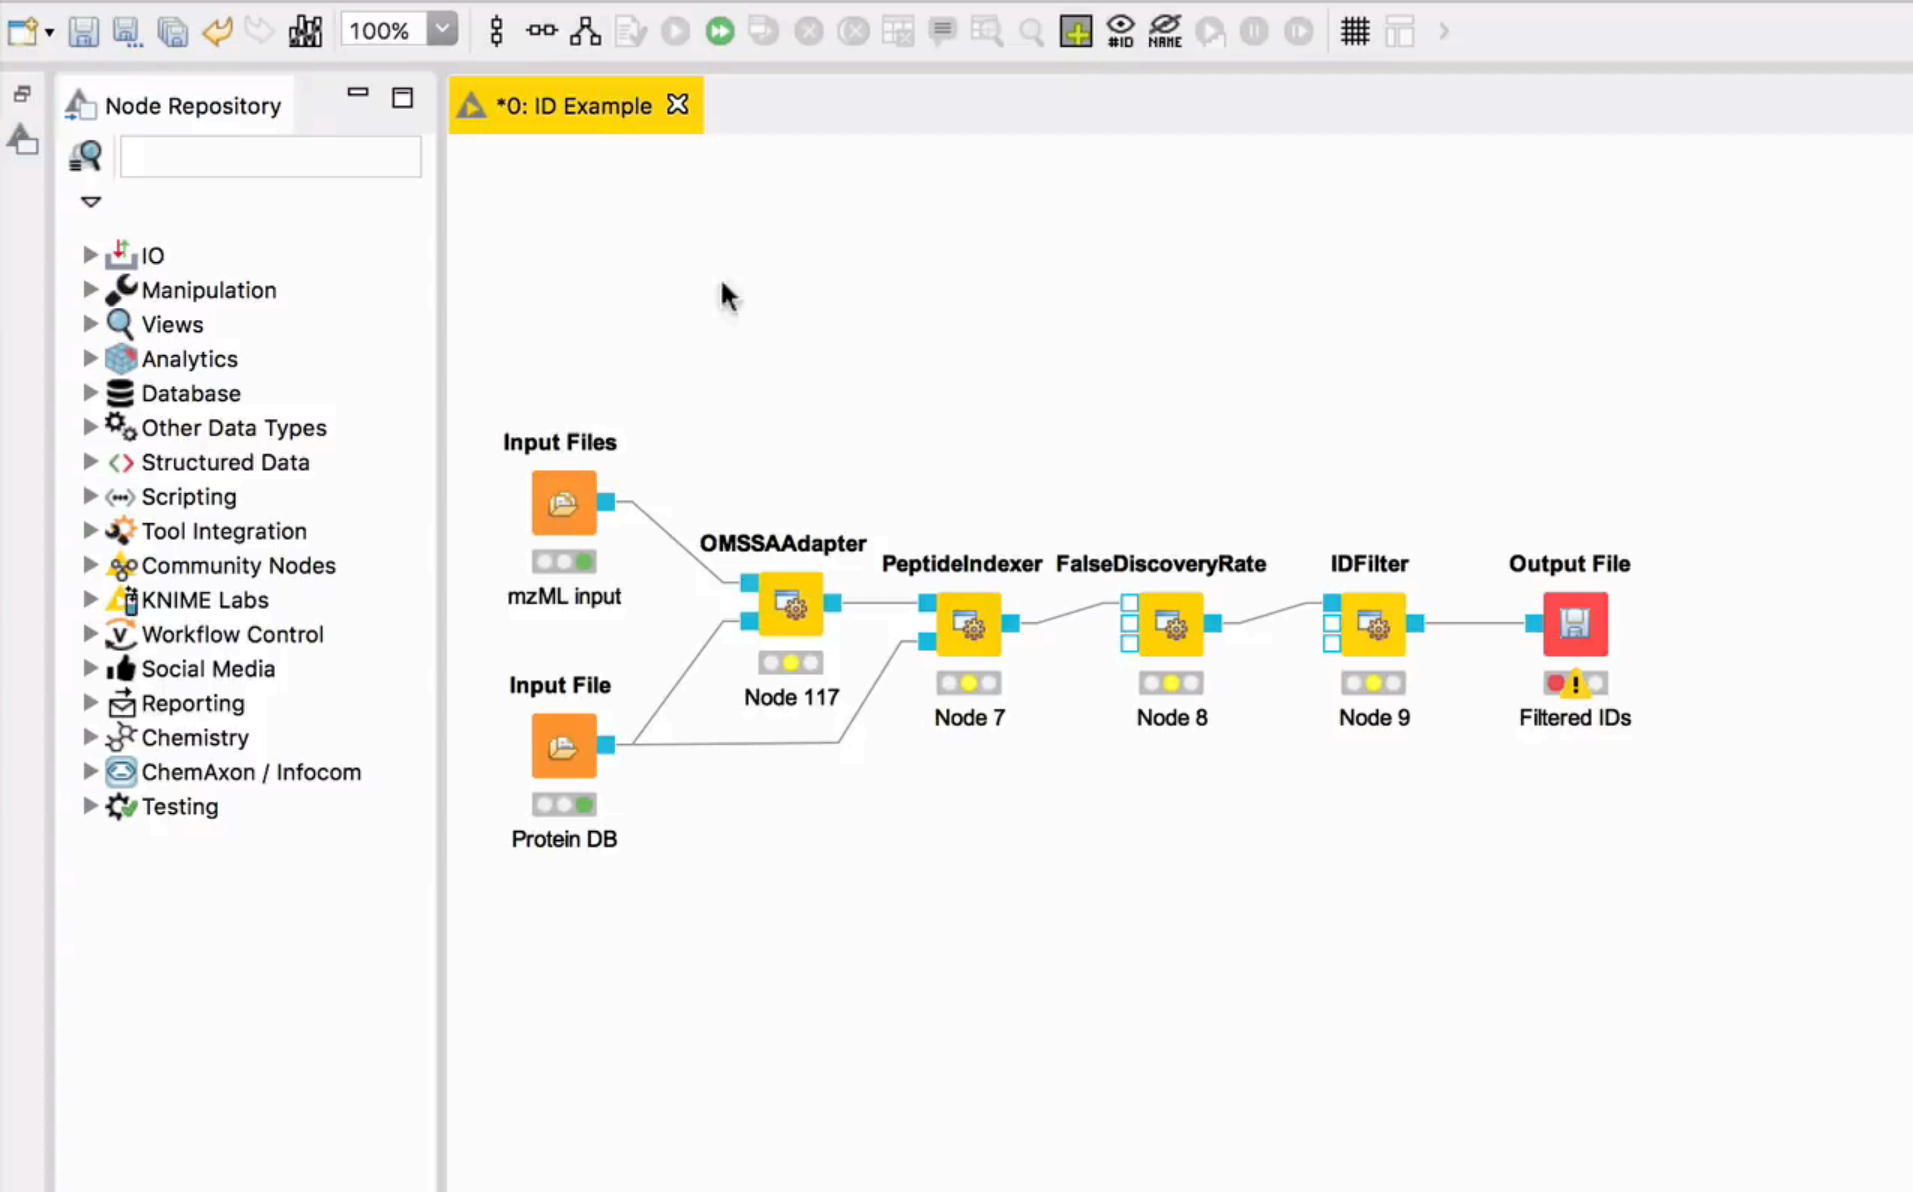 100%
#ID
NAME
Node Repository
*0: ID Example
IO
Manipulation
Views
Analytics
Database
Other Data Types
Structured Data
Scripting
Tool Integration
Community Nodes
KNIME Labs
Workflow Control
Social Media
Reporting
Chemistry
ChemAxon / Infocom
Testing
Input Files
mzML input
Input File
Protein DB
OMSSAAdapter
Node 117
PeptideIndexer
Node 7
FalseDiscoveryRate
Node 8
IDFilter
Node 9
Output File
Filtered IDs